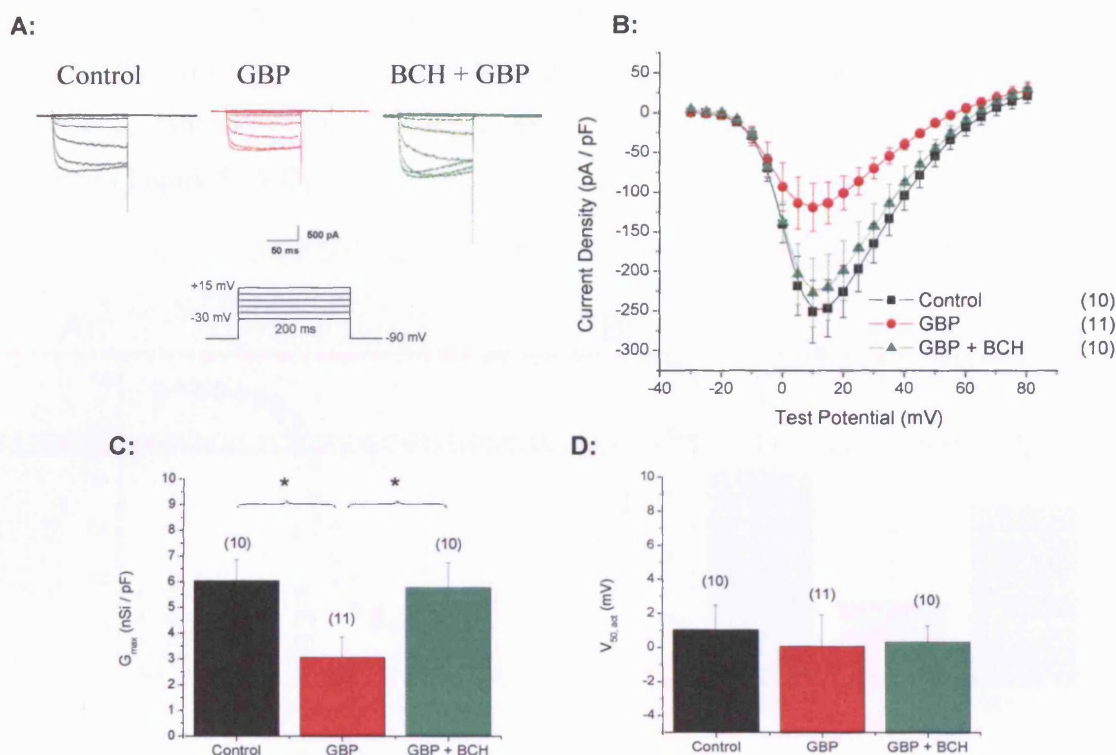 A:
Control GBP BCH + GBP
500 pA
50 ms
+15 mV
-30 mV
200 ms
-90 mV
B:
Current Density (pA / pF)
0
-50
-100
-150
-200
-250
-300
-40 -20 0 20 40 60 80 100
Test Potential (mV)
Control (10)
GBP (11)
GBP + BCH (10)
C:
G max (nSi / pF)
10
9
8
7
6
5
4
3
2
1
0
* *
(10) (11) (10)
Control GBP GBP + BCH
D:
V 50, act (mV)
10
8
6
4
2
0
-2
-4
(10) (11) (10)
Control GBP GBP + BCH